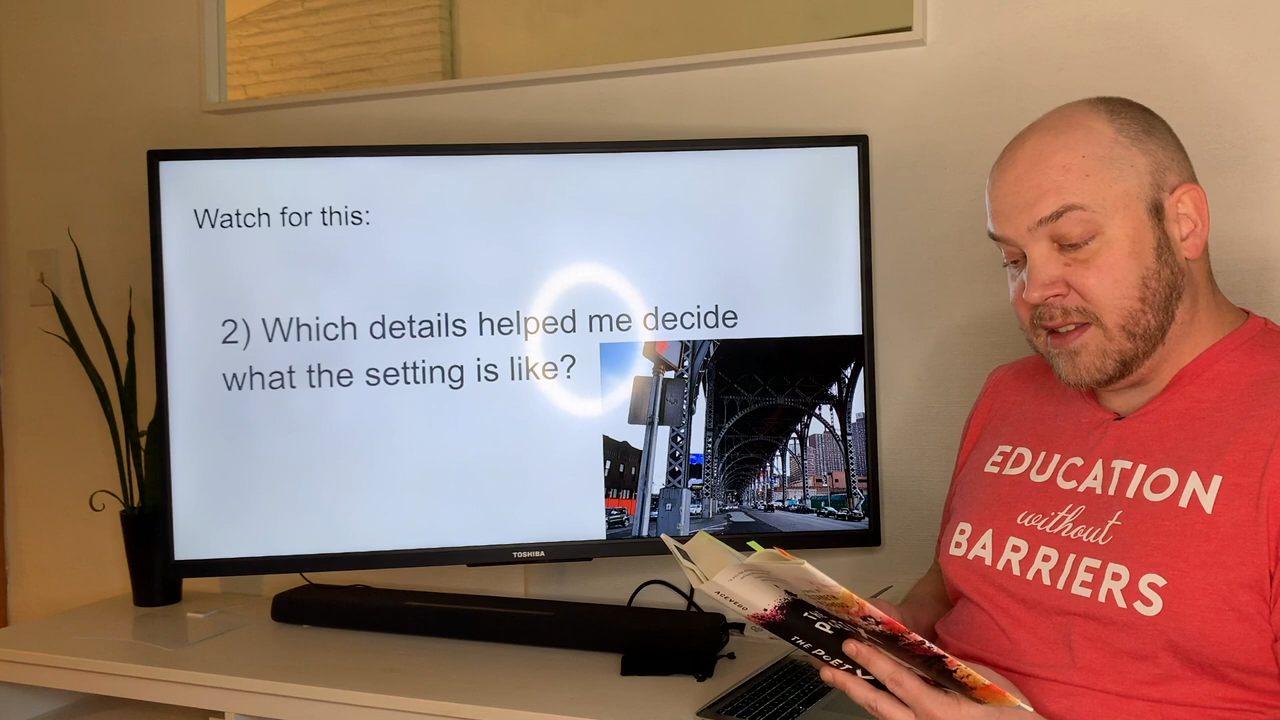 Watch for this:
2) Which details helped me decide
what the setting is like?
TOSHIBA
EDUCATION
without
BARRIERS
ACEVEDO
THE POET